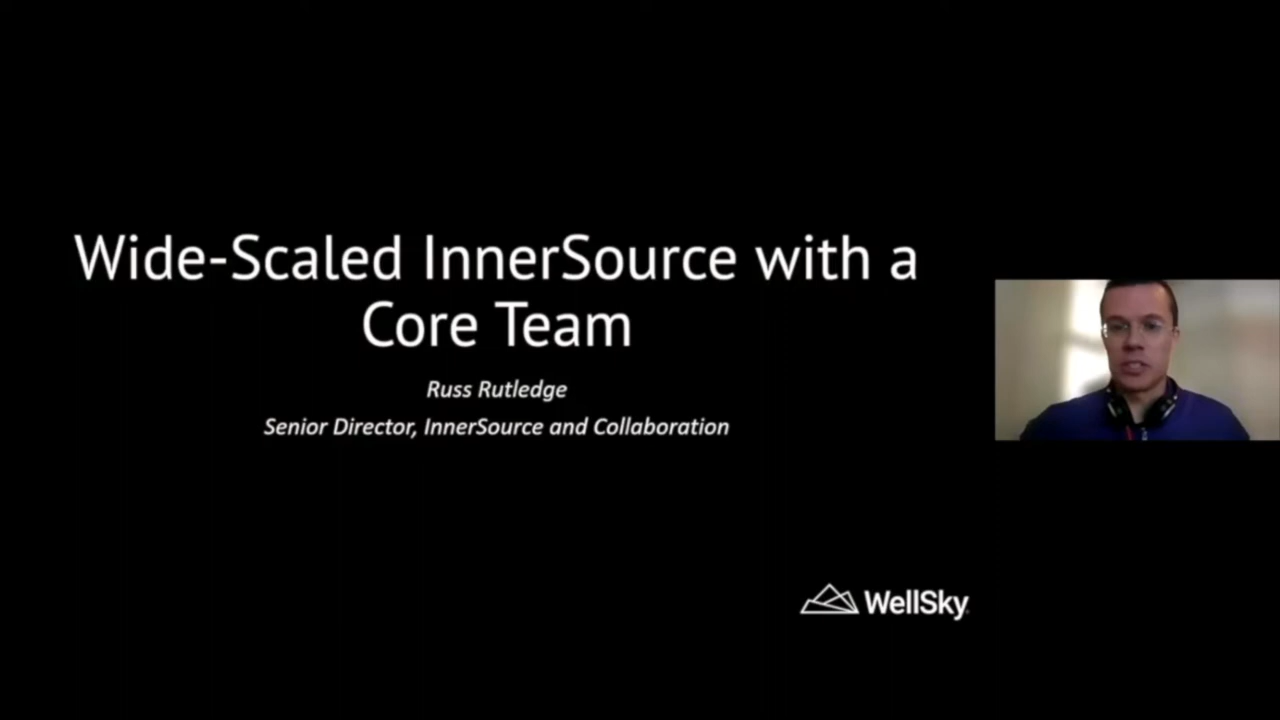 Wide-Scaled InnerSource with a
Core Team
Russ Rutledge
Senior Director, InnerSource and Collaboration
WellSky